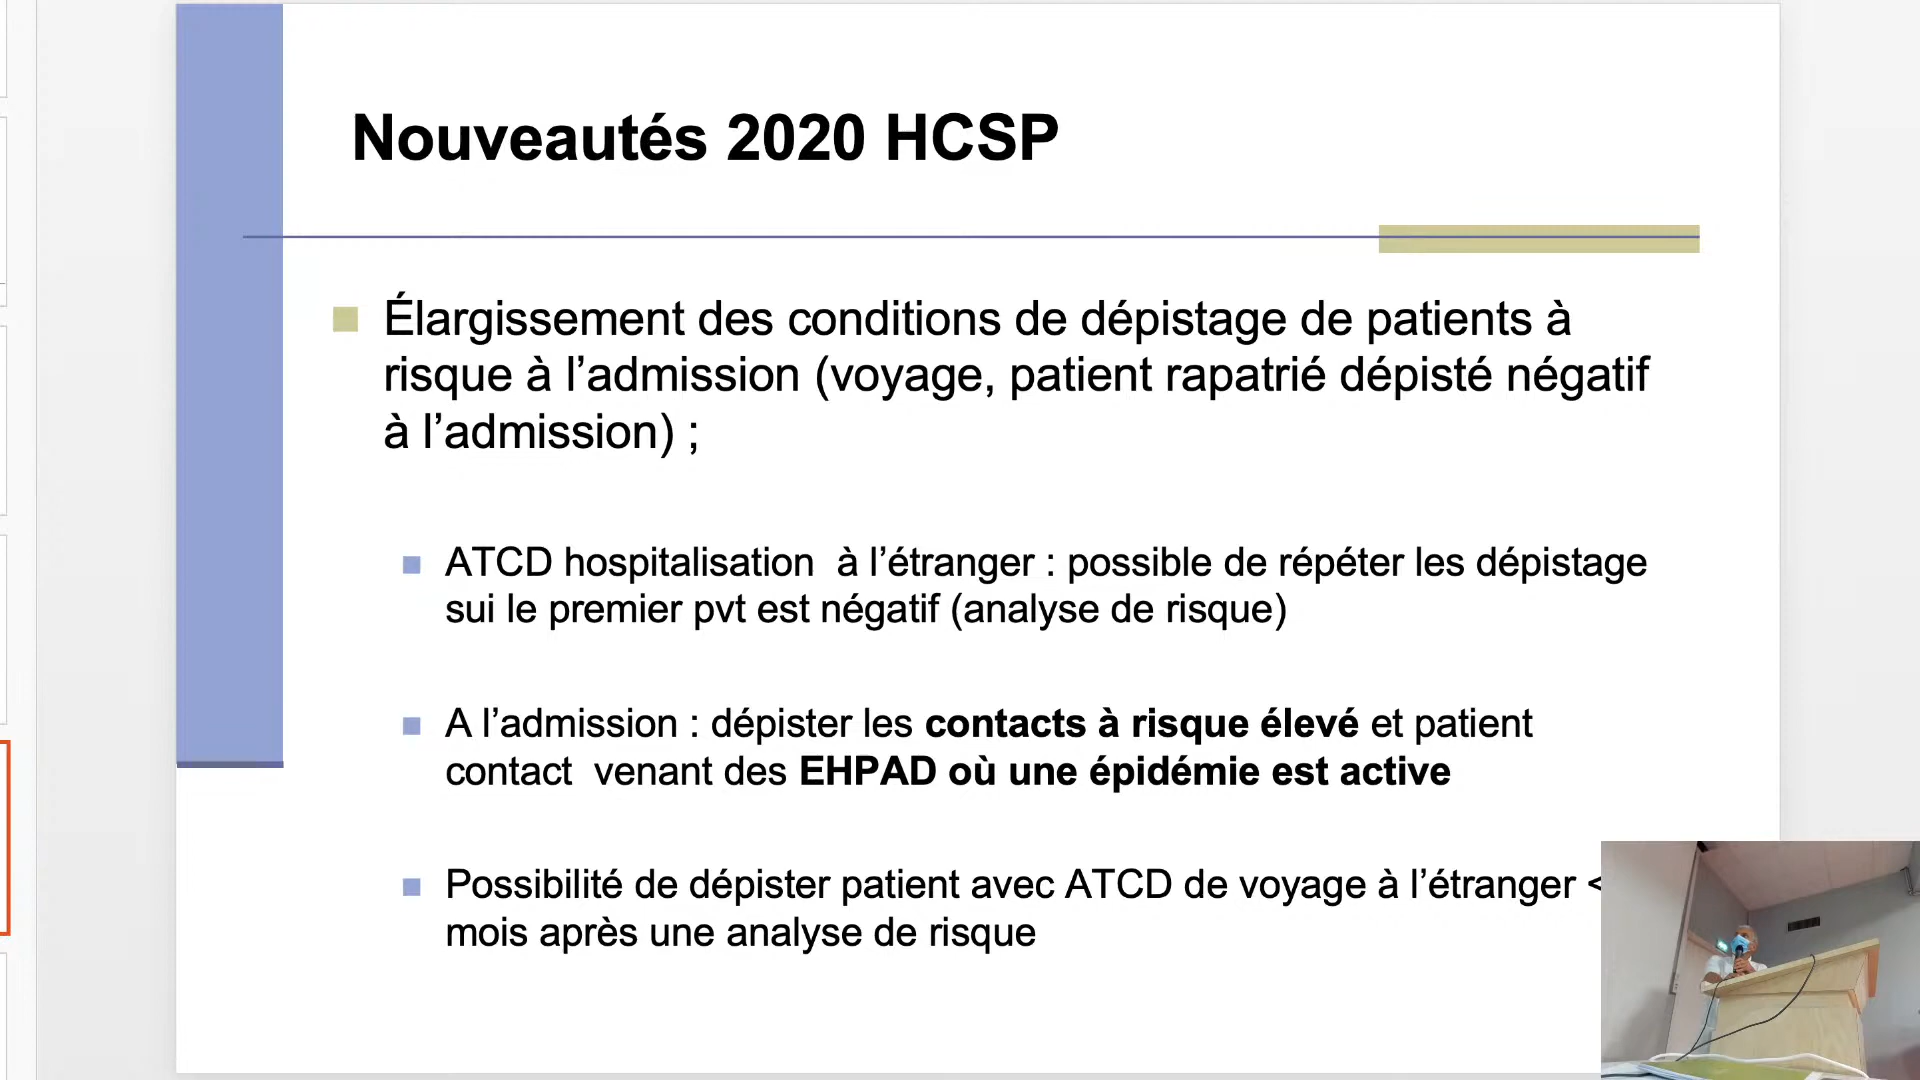 Nouveautés 2020 HCSP
Élargissement des conditions de dépistage de patients à
risque à l’admission (voyage, patient rapatrié dépisté négatif
à l’admission) ;
ATCD hospitalisation à l’étranger : possible de répéter les dépistage
sui le premier pvt est négatif (analyse de risque)
A l’admission : dépister les contacts à risque élevé et patient
contact venant des EHPAD où une épidémie est active
Possibilité de dépister patient avec ATCD de voyage à l’étranger <
mois après une analyse de risque